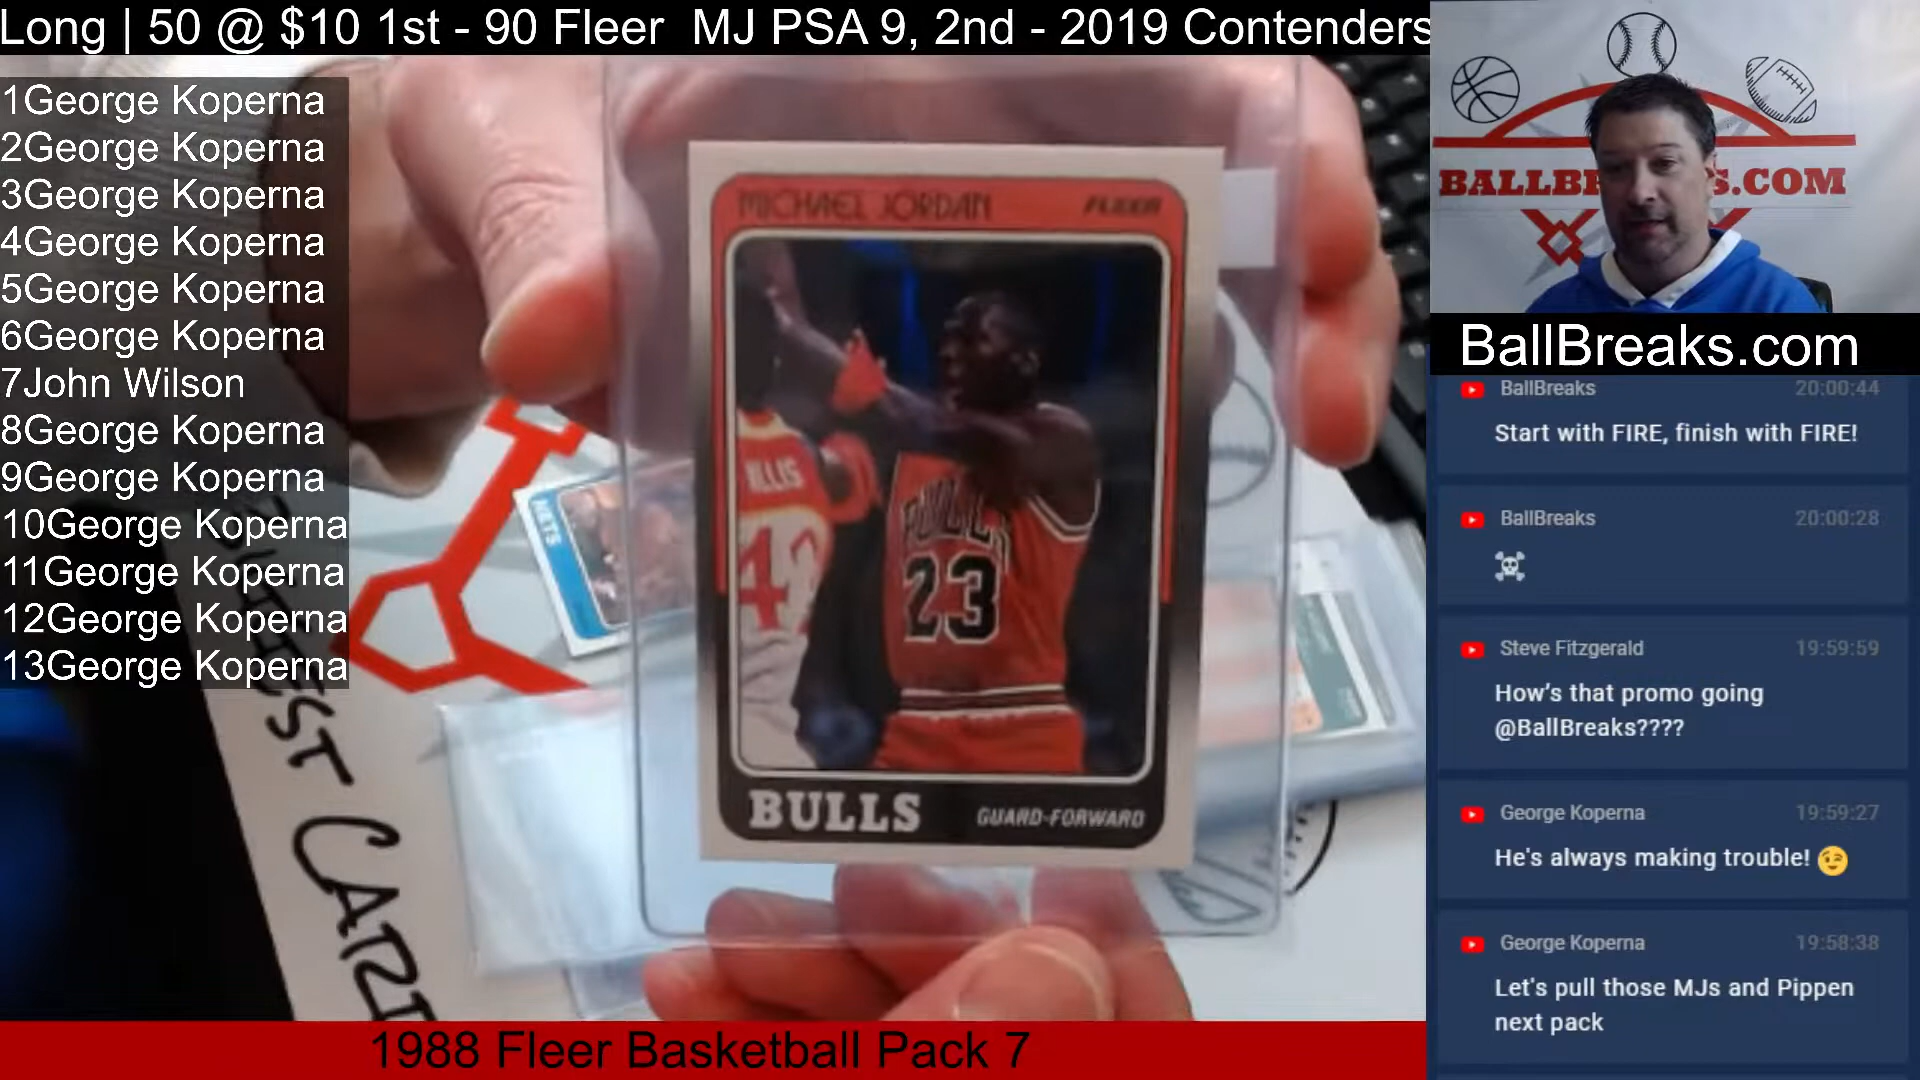 Long | 50 @ $10 1st - 90 Fleer MJ PSA 9, 2nd - 2019 Contenders
1George Koperna
2George Koperna
3George Koperna
4George Koperna
5George Koperna
6George Koperna
7John Wilson
8George Koperna
9George Koperna
10George Koperna
11George Koperna
12George Koperna
13George Koperna
MICHAEL JORDAN FLEER
NETS
LLIS
42
BULLS
23
BULLS GUARD-FORWARD
1988 Fleer Basketball Pack 7
S.COM
BallBreaks.com
BallBreaks 20:00:44
Start with FIRE, finish with FIRE!
BallBreaks 20:00:28
☠
Steve Fitzgerald 19:59:59
How's that promo going
@BallBreaks????
George Koperna 19:59:27
He's always making trouble! 😉
George Koperna 19:58:38
Let's pull those MJs and Pippen
next pack